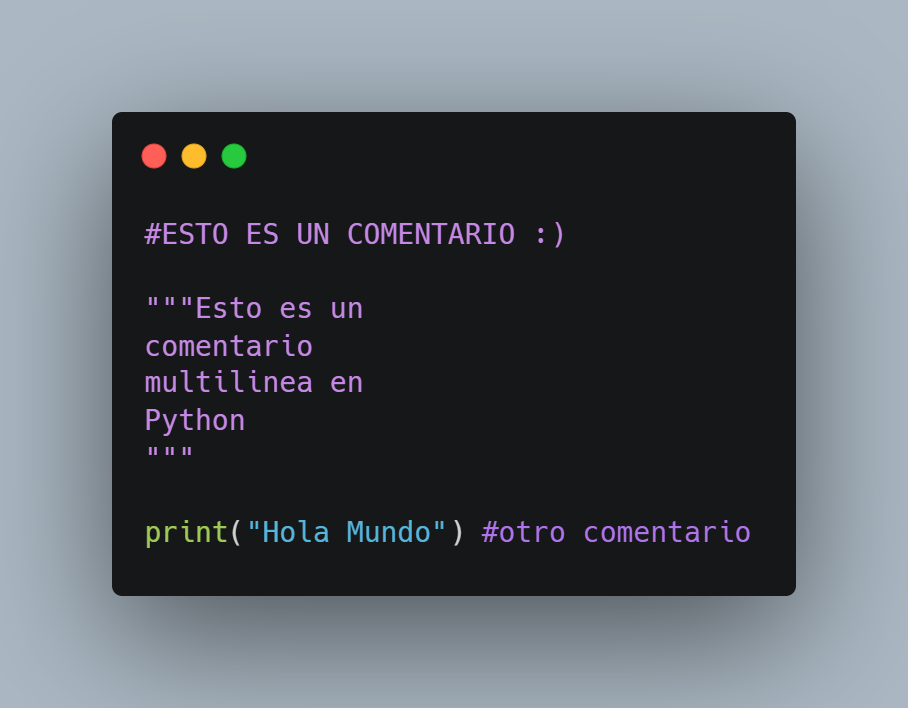 #ESTO ES UN COMENTARIO :)
"""Esto es un
comentario
multilinea en
Python
"""
print("Hola Mundo") #otro comentario